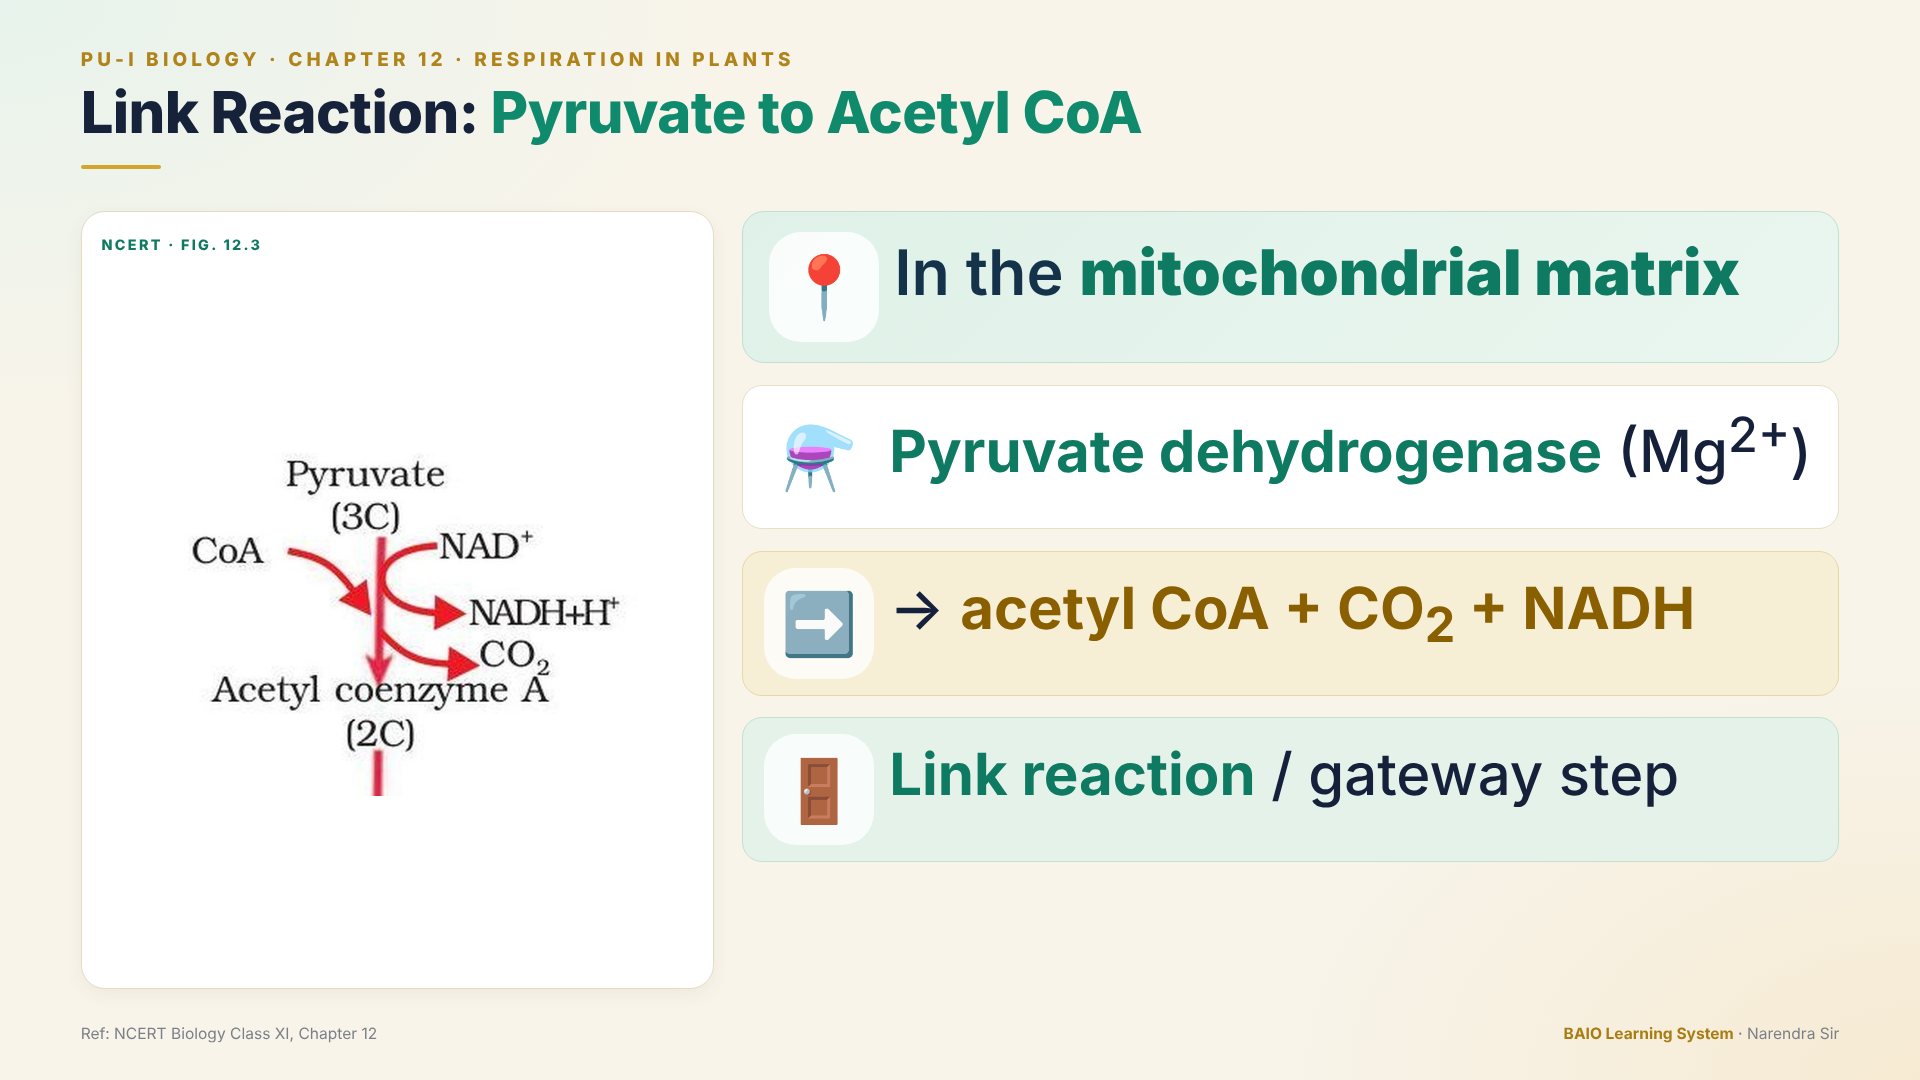 PU-I BIOLOGY · CHAPTER 12 · RESPIRATION IN PLANTS
Link Reaction: Pyruvate to Acetyl CoA
NCERT · FIG. 12.3
Pyruvate
(3C)
CoA
NAD⁺
NADH+H⁺
CO₂
Acetyl coenzyme A
(2C)
In the mitochondrial matrix
Pyruvate dehydrogenase (Mg²⁺)
→ acetyl CoA + CO₂ + NADH
Link reaction / gateway step
Ref: NCERT Biology Class XI, Chapter 12
BAIO Learning System · Narendra Sir